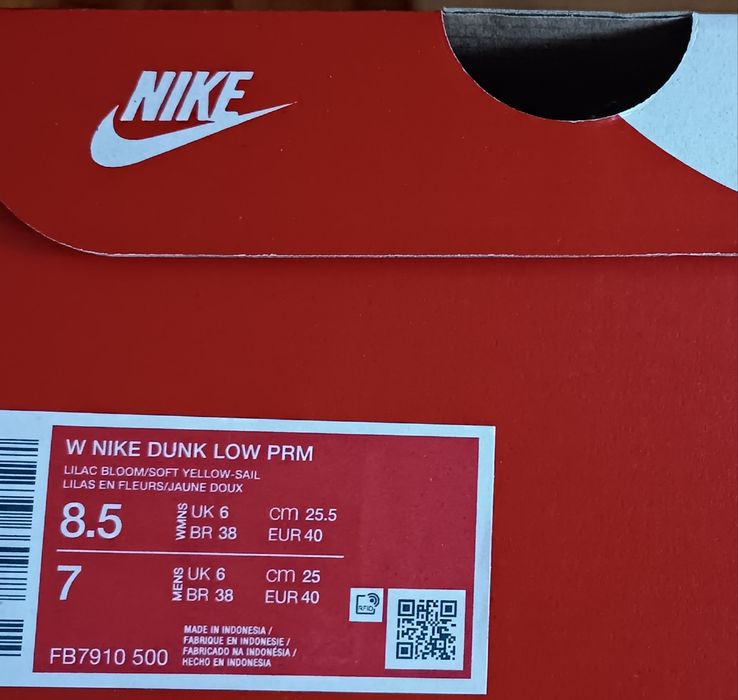 NIKE
W NIKE DUNK LOW PRM
LILAC BLOOM/SOFT YELLOW-SAIL
LILAS EN FLEURS/JAUNE DOUX
8.5 WMNS UK 6 cm 25.5
BR 38 EUR 40
7 MENS UK 6 cm 25
BR 38 EUR 40
RFID
MADE IN INDONESIA /
FABRIQUE EN INDONESIE /
FABRICADO NA INDONÉSIA /
HECHO EN INDONESIA
FB7910 500